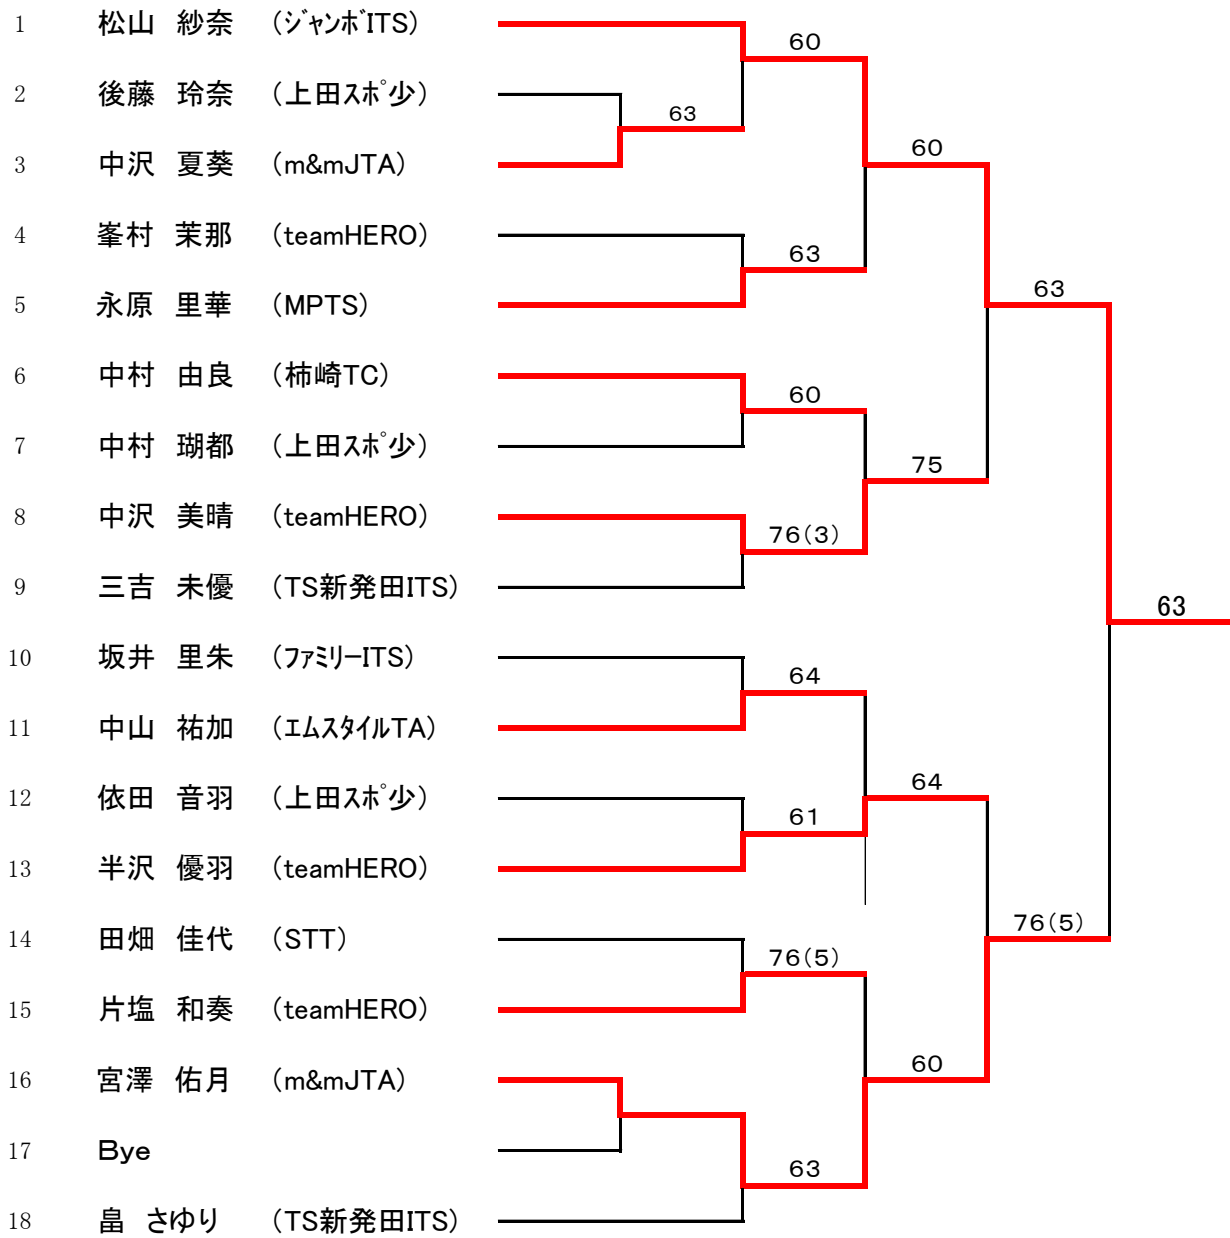 1 松山 紗奈 (ジャンボITS)
60
2 後藤 玲奈 (上田スポ少)
63
3 中沢 夏葵 (m&mJTA)
60
4 峯村 茉那 (teamHERO)
63
5 永原 里華 (MPTS)
63
6 中村 由良 (柿崎TC)
60
7 中村 瑚都 (上田スポ少)
75
8 中沢 美晴 (teamHERO)
76(3)
9 三吉 未優 (TS新発田ITS)
63
10 坂井 里朱 (ファミリーITS)
64
11 中山 祐加 (エムスタイルTA)
64
12 依田 音羽 (上田スポ少)
61
13 半沢 優羽 (teamHERO)
76(5)
14 田畑 佳代 (STT)
76(5)
15 片塩 和奏 (teamHERO)
60
16 宮澤 佑月 (m&mJTA)
17 Bye
63
18 畠 さゆり (TS新発田ITS)